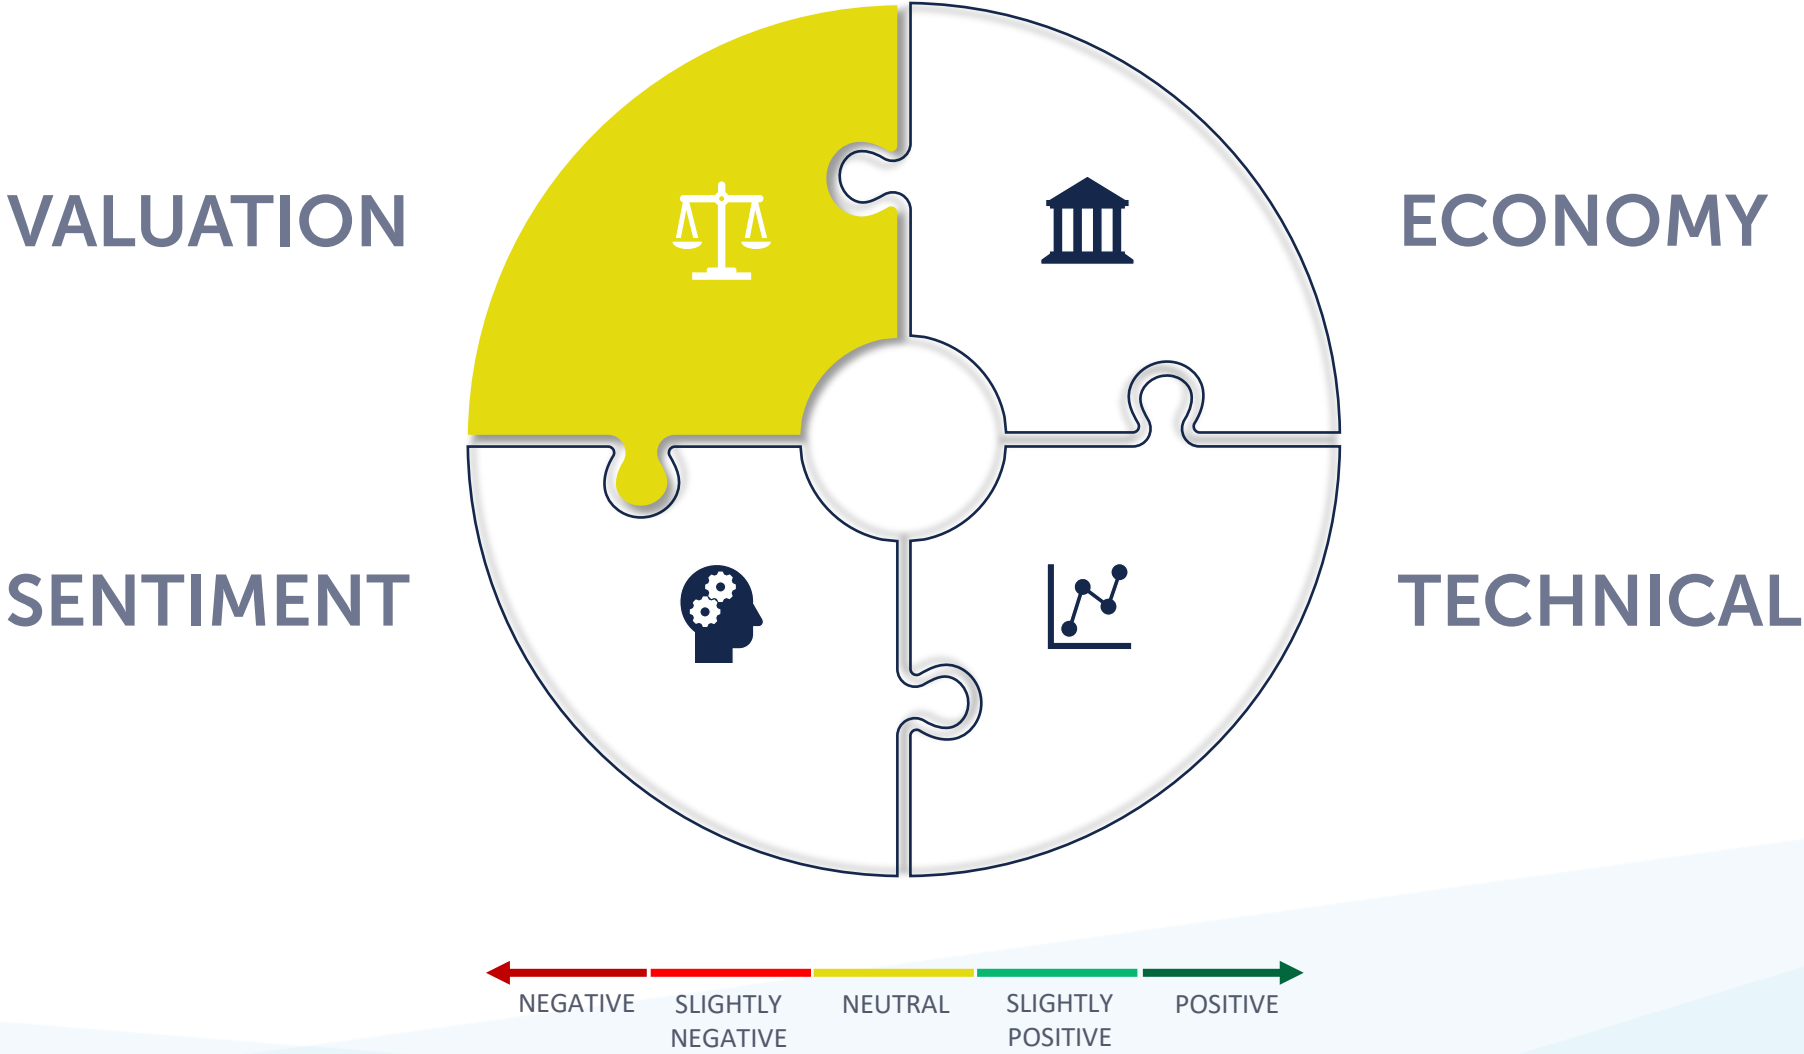 VALUATION
ECONOMY
SENTIMENT
TECHNICAL
NEGATIVE
SLIGHTLY
NEGATIVE
NEUTRAL
SLIGHTLY
POSITIVE
POSITIVE